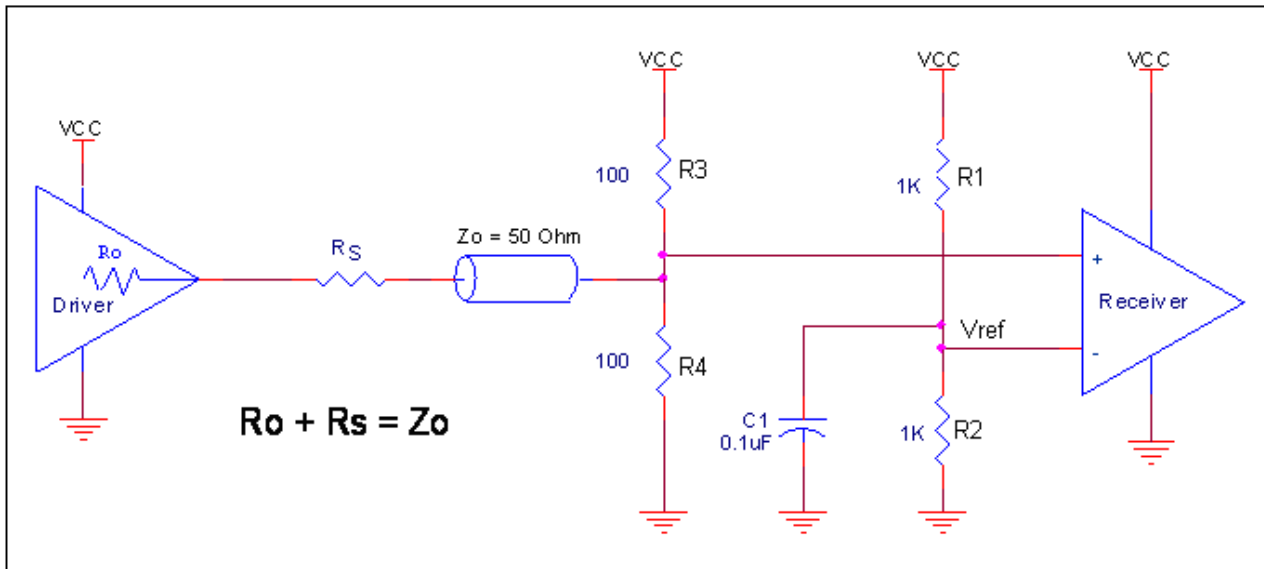 VCC
Ro
Driver
RS
Zo = 50 Ohm
VCC
100
R3
100
R4
VCC
1K
R1
Vref
C1
0.1uF
1K
R2
VCC
+
Receiver
-
Ro + Rs = Zo